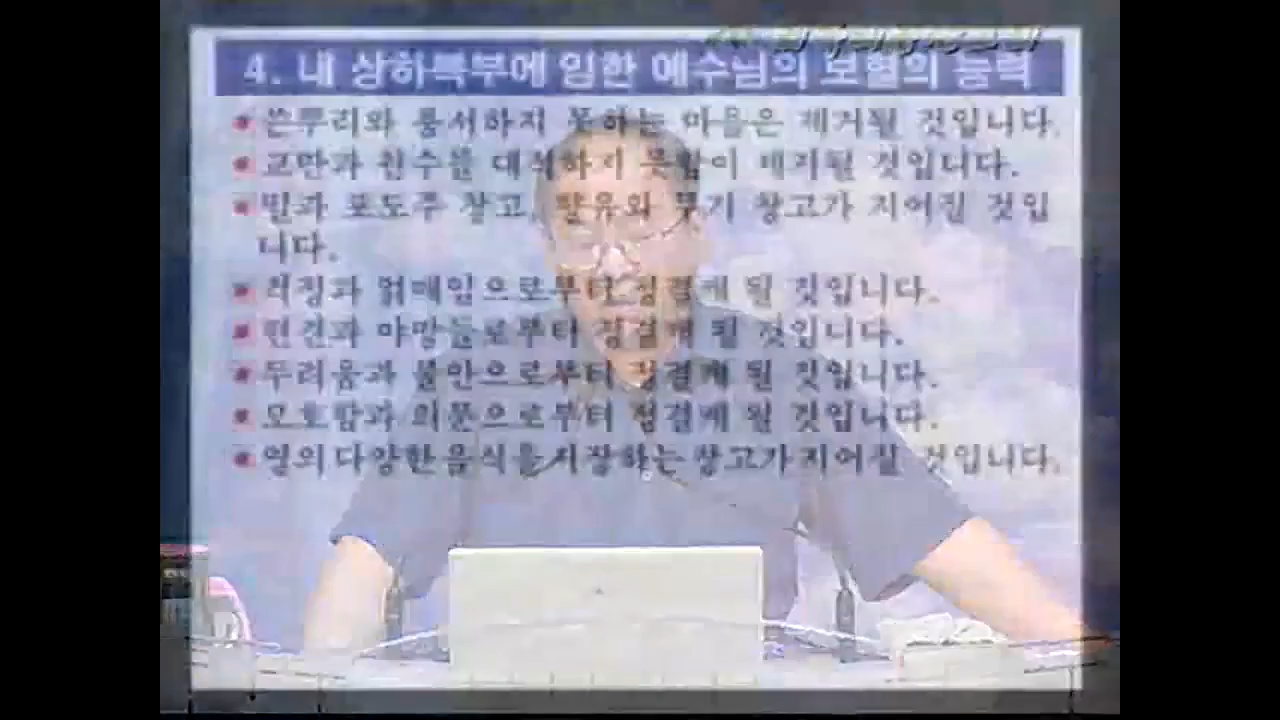 4. 내 상하복부에 임한 예수님의 보혈의 능력
쓴뿌리와 용서하지 못하는 마음은 제거될 것입니다.
교만과 원수를 대적하지 못함이 제거될 것입니다.
밀과 포도주 창고, 향유와 무기 창고가 지어질 것입
니다.
걱정과 얽매임으로부터 정결케 될 것입니다.
편견과 야망들로부터 정결케 될 것입니다.
두려움과 불안으로부터 정결케 될 것입니다.
모호함과 의문으로부터 정결케 될 것입니다.
영의 다양한 음식을 저장하는 창고가 지어질 것입니다.